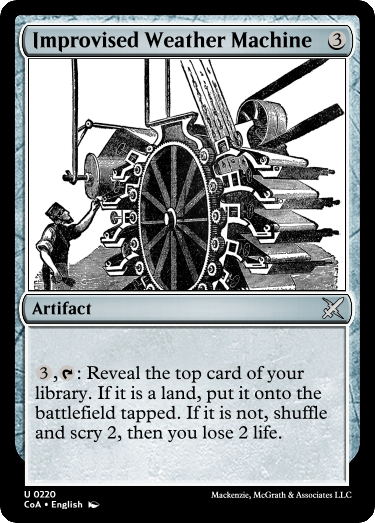 Improvised Weather Machine 3
Artifact
3, : Reveal the top card of your
library. If it is a land, put it onto the
battlefield tapped. If it is not, shuffle
and scry 2, then you lose 2 life.
U 0220
CoA • English
Mackenzie, McGrath & Associates LLC